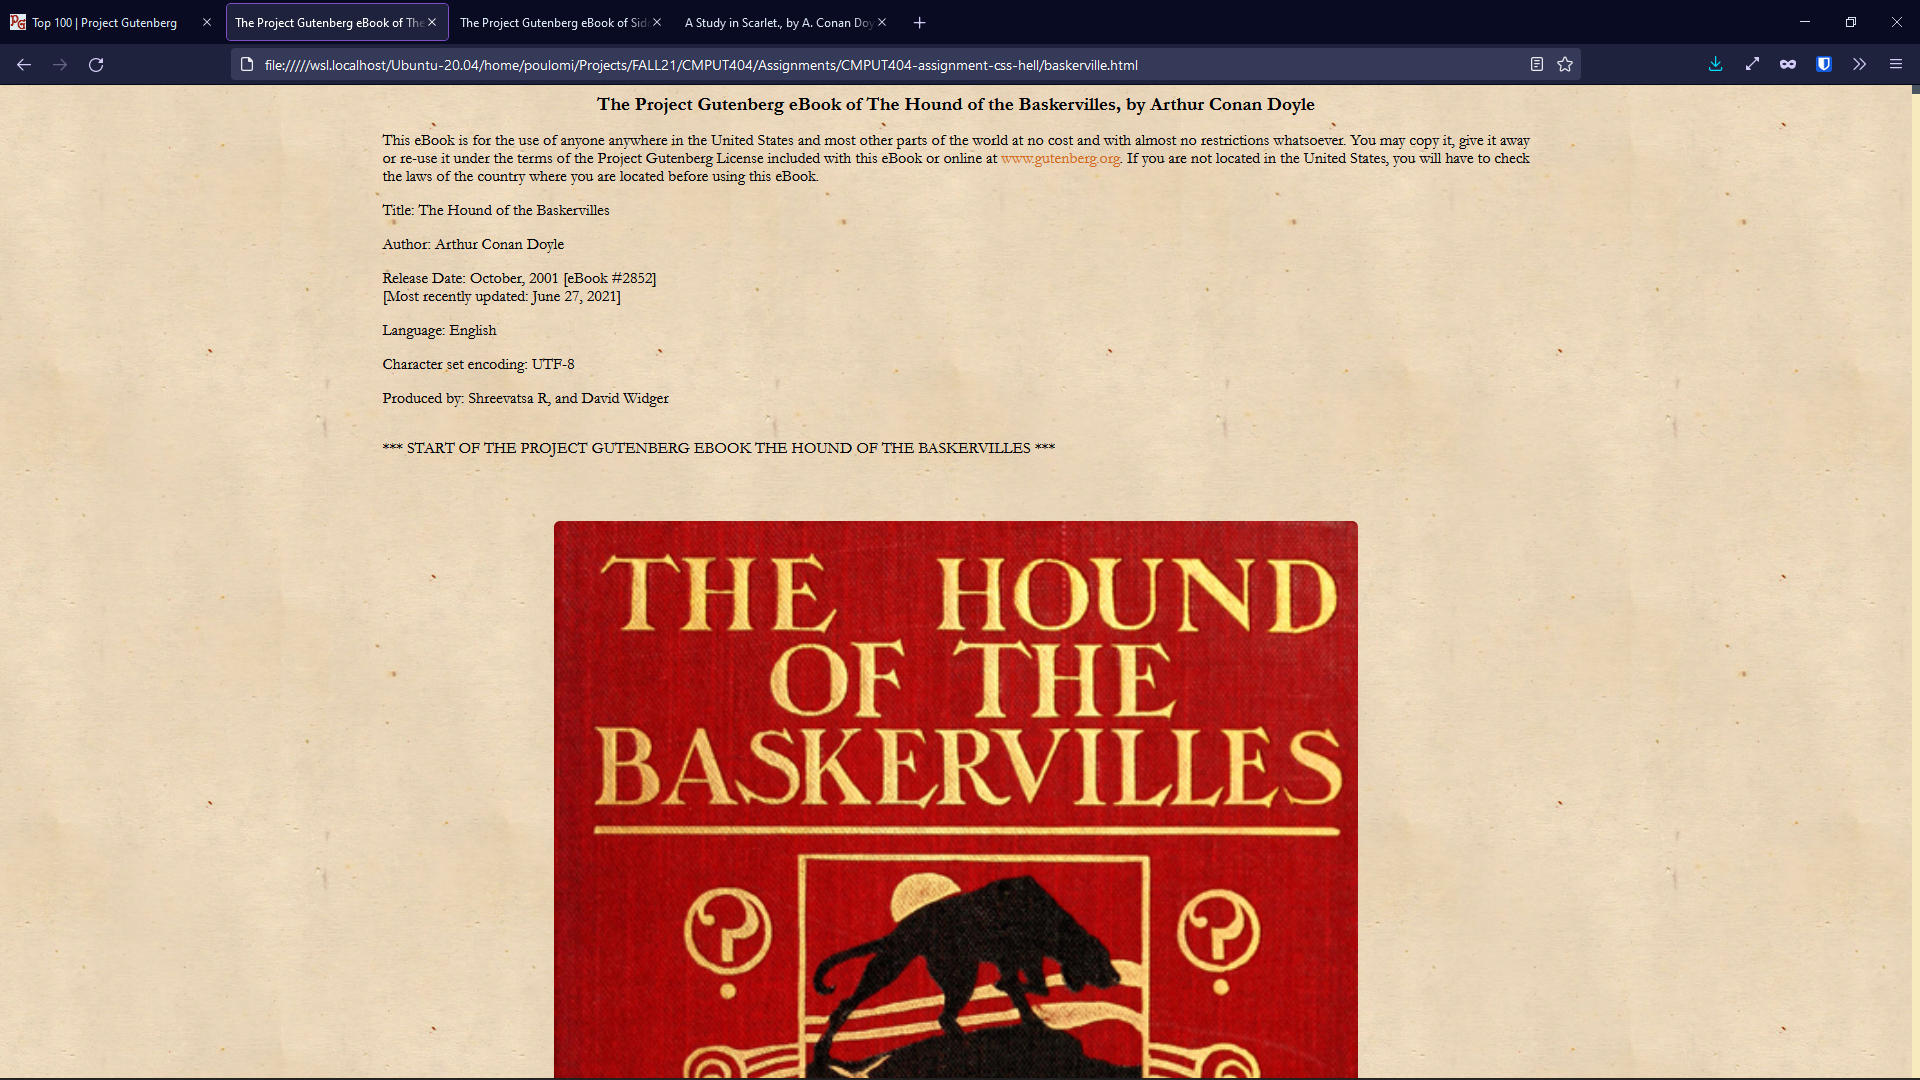 Top 100 | Project Gutenberg
The Project Gutenberg eBook of The
The Project Gutenberg eBook of Sid
A Study in Scarlet., by A. Conan Doy
file://///wsl.localhost/Ubuntu-20.04/home/poulomi/Projects/FALL21/CMPUT404/Assignments/CMPUT404-assignment-css-hell/baskerville.html
The Project Gutenberg eBook of The Hound of the Baskervilles, by Arthur Conan Doyle
This eBook is for the use of anyone anywhere in the United States and most other parts of the world at no cost and with almost no restrictions whatsoever. You may copy it, give it away
or re-use it under the terms of the Project Gutenberg License included with this eBook or online at www.gutenberg.org. If you are not located in the United States, you will have to check
the laws of the country where you are located before using this eBook.
Title: The Hound of the Baskervilles
Author: Arthur Conan Doyle
Release Date: October, 2001 [eBook #2852]
[Most recently updated: June 27, 2021]
Language: English
Character set encoding: UTF-8
Produced by: Shreevatsa R, and David Widger
*** START OF THE PROJECT GUTENBERG EBOOK THE HOUND OF THE BASKERVILLES ***
THE HOUND
OF THE
BASKERVILLES
? ?